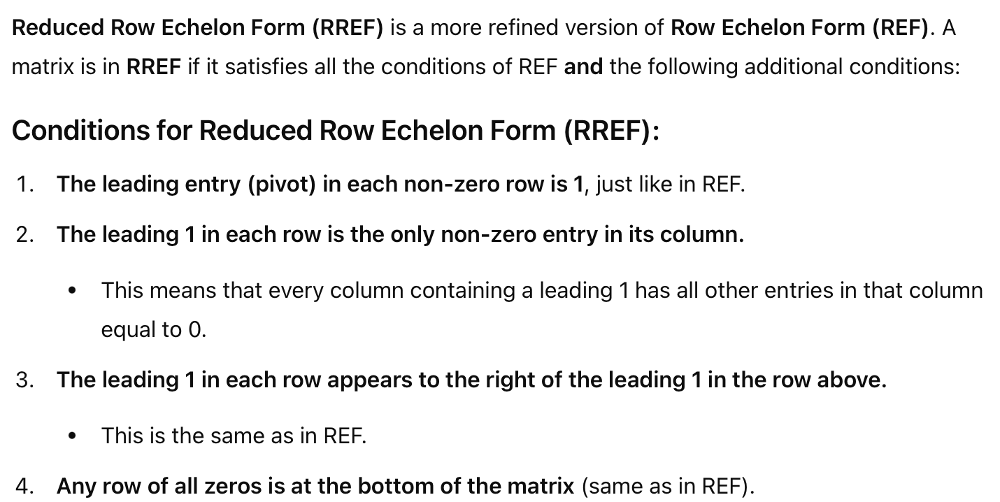 Reduced Row Echelon Form (RREF) is a more refined version of Row Echelon Form (REF). A
matrix is in RREF if it satisfies all the conditions of REF and the following additional conditions:
Conditions for Reduced Row Echelon Form (RREF):
1. The leading entry (pivot) in each non-zero row is 1, just like in REF.
2. The leading 1 in each row is the only non-zero entry in its column.
• This means that every column containing a leading 1 has all other entries in that column
equal to 0.
3. The leading 1 in each row appears to the right of the leading 1 in the row above.
• This is the same as in REF.
4. Any row of all zeros is at the bottom of the matrix (same as in REF).